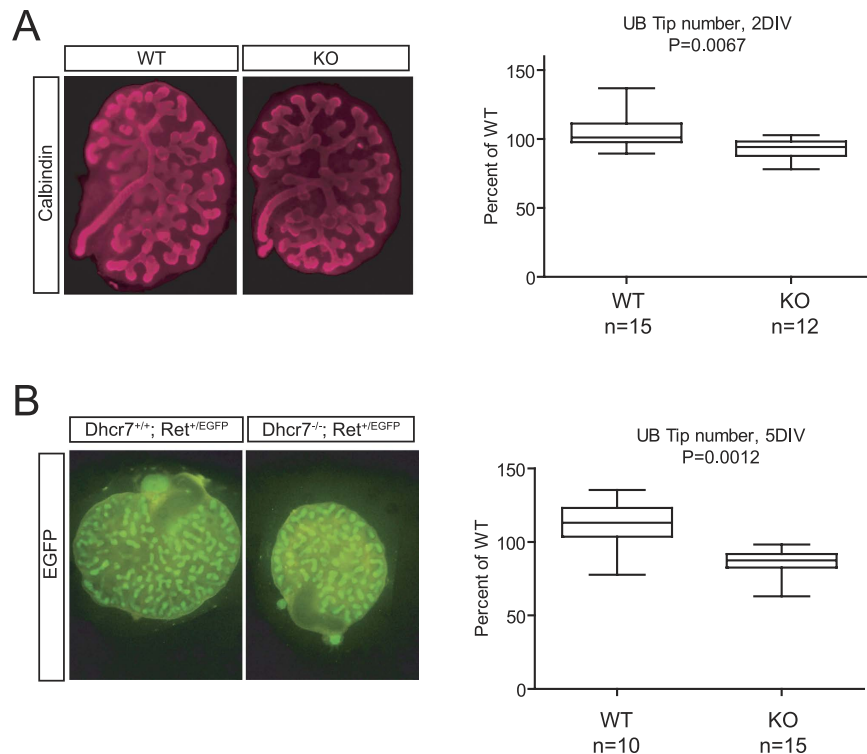 A
WT
KO
Calbindin
UB Tip number, 2DIV
P=0.0067
Percent of WT
150
100
50
0
WT
n=15
KO
n=12
B
Dhcr7+/+; Ret+/EGFP
Dhcr7-/-; Ret+/EGFP
EGFP
UB Tip number, 5DIV
P=0.0012
Percent of WT
150
100
50
0
WT
n=10
KO
n=15